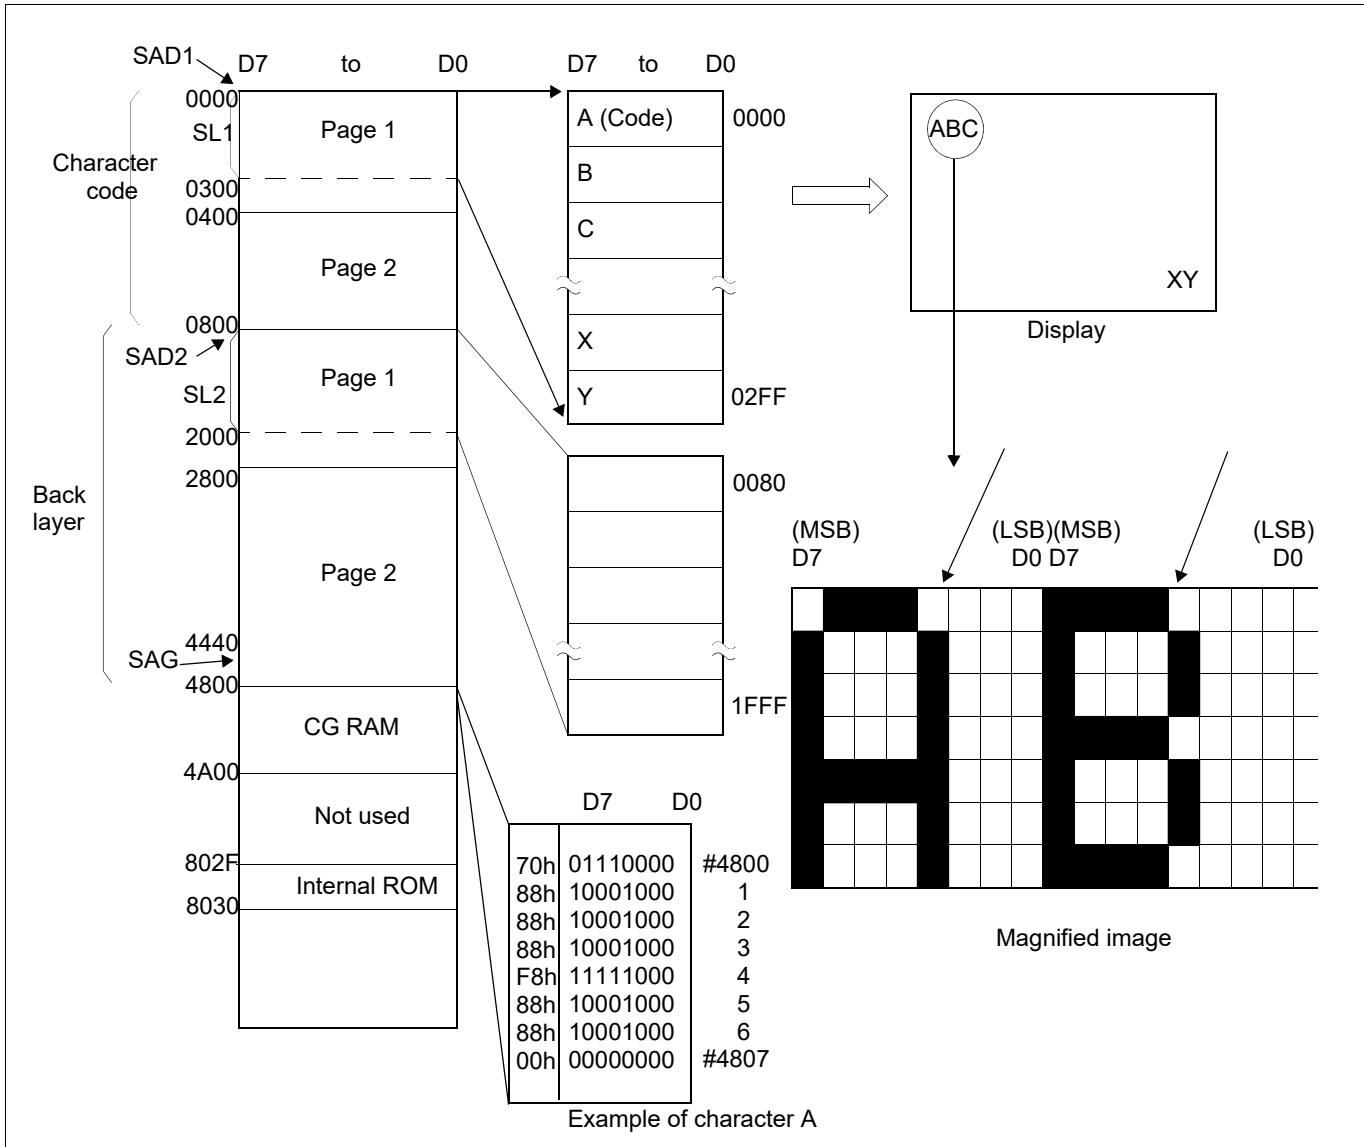 SAD1
D7 to D0
0000
SL1
Page 1
Character
code
0300
0400
Page 2
0800
SAD2
Page 1
SL2
2000
2800
Back
layer
Page 2
4440
SAG
4800
CG RAM
4A00
Not used
802F
Internal ROM
8030
D7 to D0
A (Code) 0000
B
C
X
Y 02FF
0080
1FFF
D7 D0
70h 01110000 #4800
88h 10001000 1
88h 10001000 2
88h 10001000 3
F8h 11111000 4
88h 10001000 5
88h 10001000 6
00h 00000000 #4807
Example of character A
ABC
XY
Display
(MSB) (LSB)(MSB) (LSB)
D7 D0 D7 D0
Magnified image